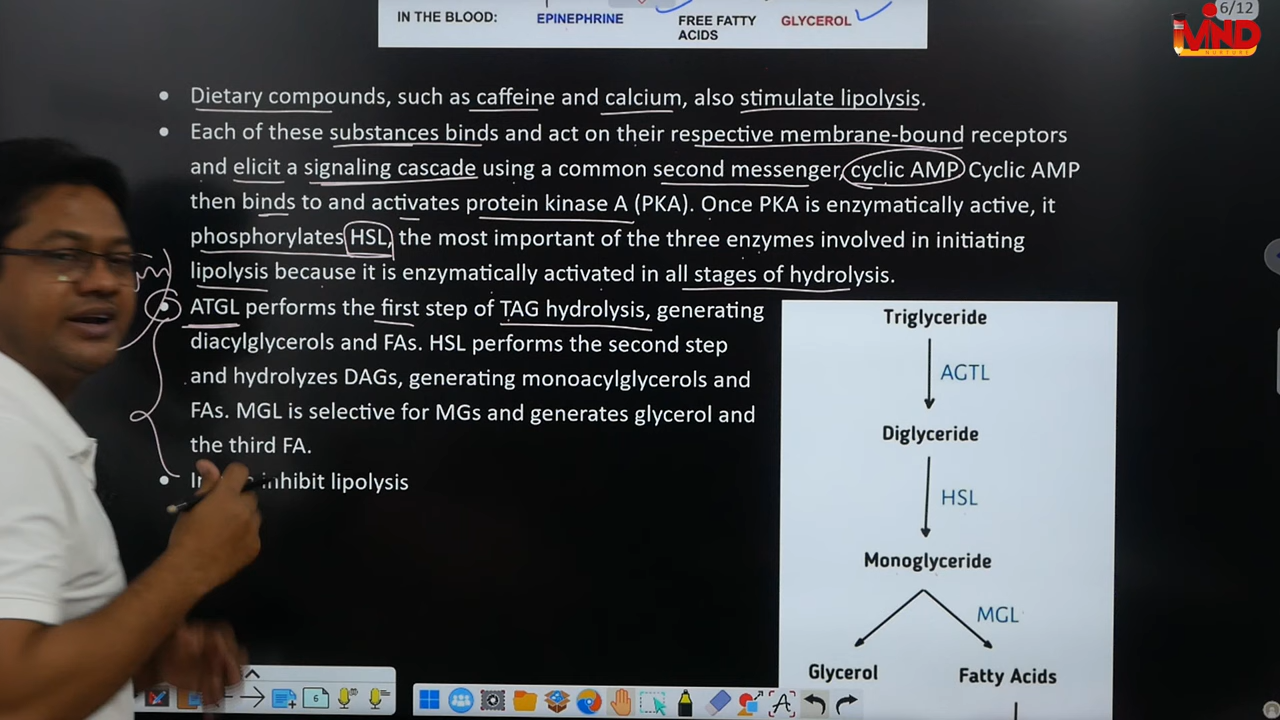 6/12
MIND
NURTURE
IN THE BLOOD: EPINEPHRINE FREE FATTY ACIDS GLYCEROL
• Dietary compounds, such as caffeine and calcium, also stimulate lipolysis.
• Each of these substances binds and act on their respective membrane-bound receptors
and elicit a signaling cascade using a common second messenger, cyclic AMP Cyclic AMP
then binds to and activates protein kinase A (PKA). Once PKA is enzymatically active, it
phosphorylates HSL, the most important of the three enzymes involved in initiating
lipolysis because it is enzymatically activated in all stages of hydrolysis.
• ATGL performs the first step of TAG hydrolysis, generating
diacylglycerols and FAs. HSL performs the second step
and hydrolyzes DAGs, generating monoacylglycerols and
FAs. MGL is selective for MGs and generates glycerol and
the third FA.
• inhibit lipolysis
Triglyceride
AGTL
Diglyceride
HSL
Monoglyceride
MGL
Glycerol Fatty Acids
6